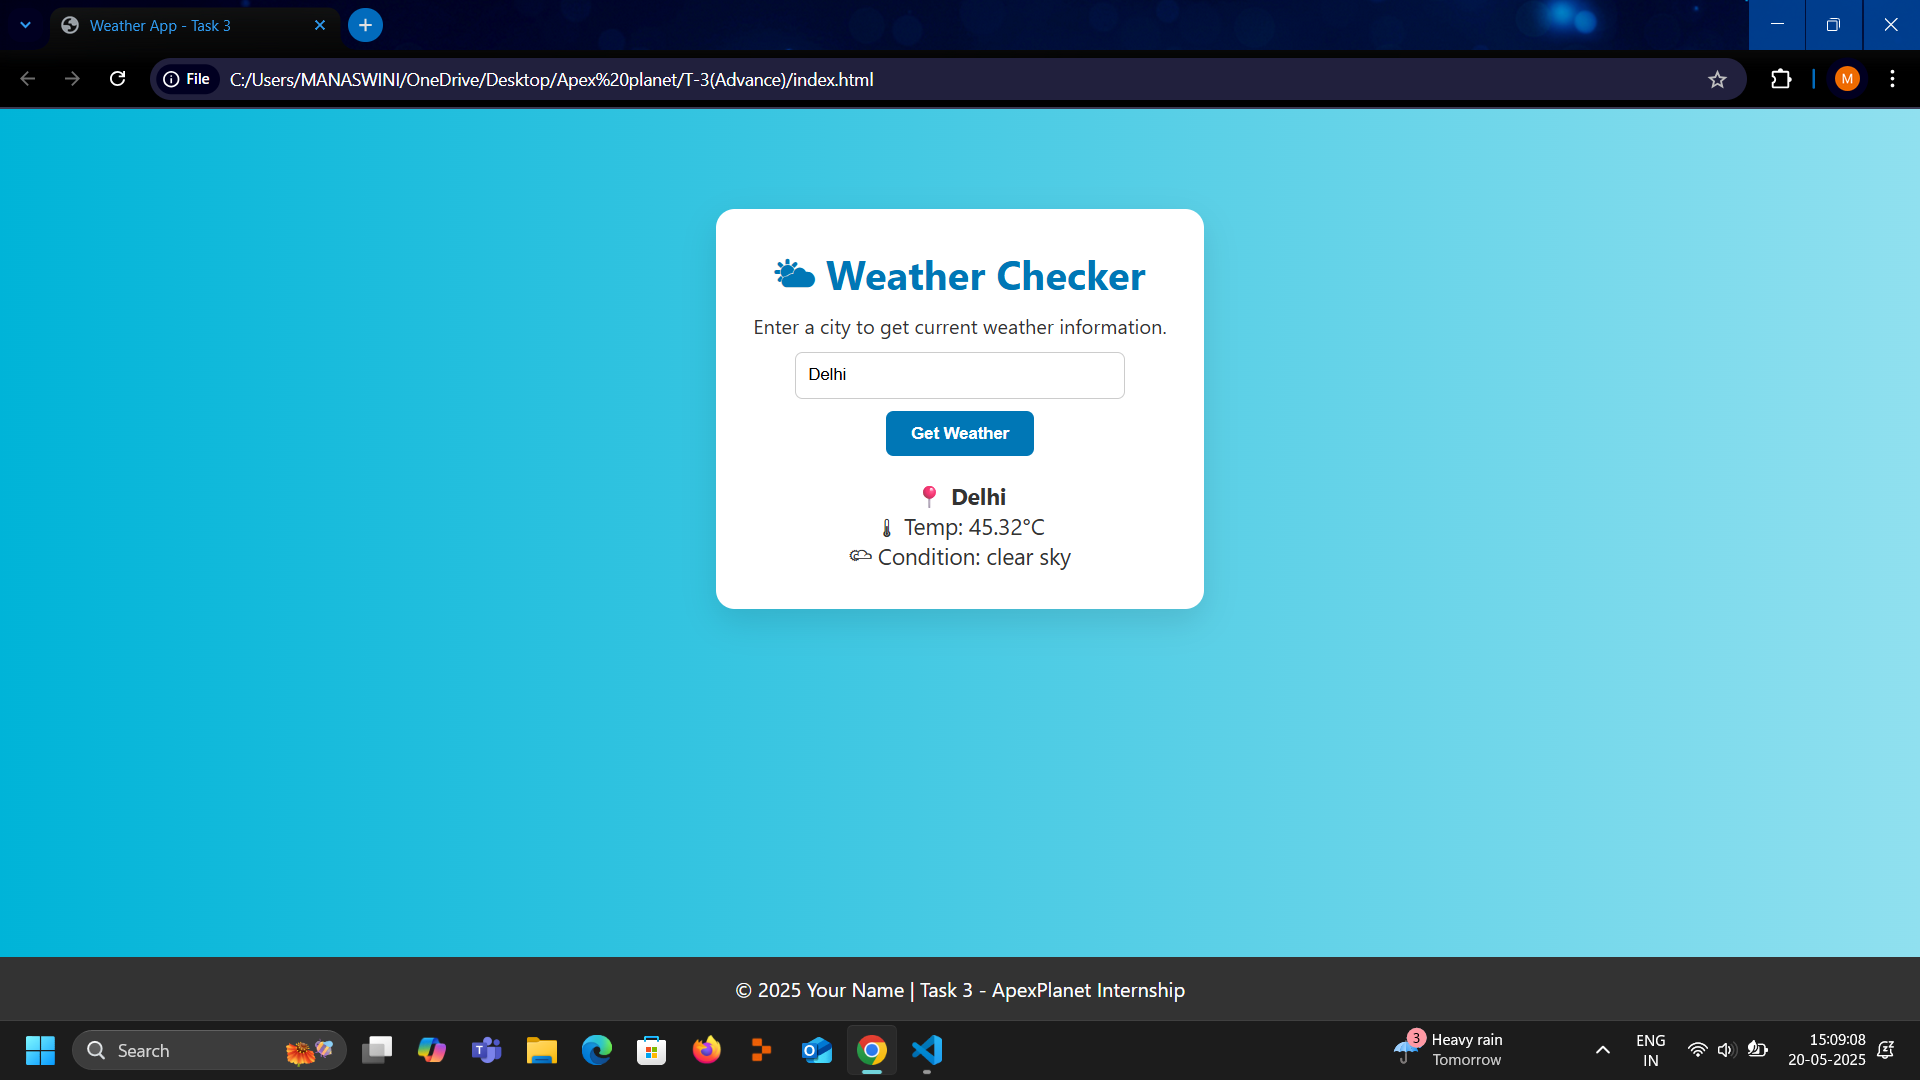 Weather App - Task 3
File
C:/Users/MANASWINI/OneDrive/Desktop/Apex%20planet/T-3(Advance)/index.html
M
Weather Checker
Enter a city to get current weather information.
Delhi
Get Weather
📍 Delhi
🌡 Temp: 45.32°C
🌤 Condition: clear sky
© 2025 Your Name | Task 3 - ApexPlanet Internship
Search
3
Heavy rain
Tomorrow
ENG
IN
15:09:08
20-05-2025